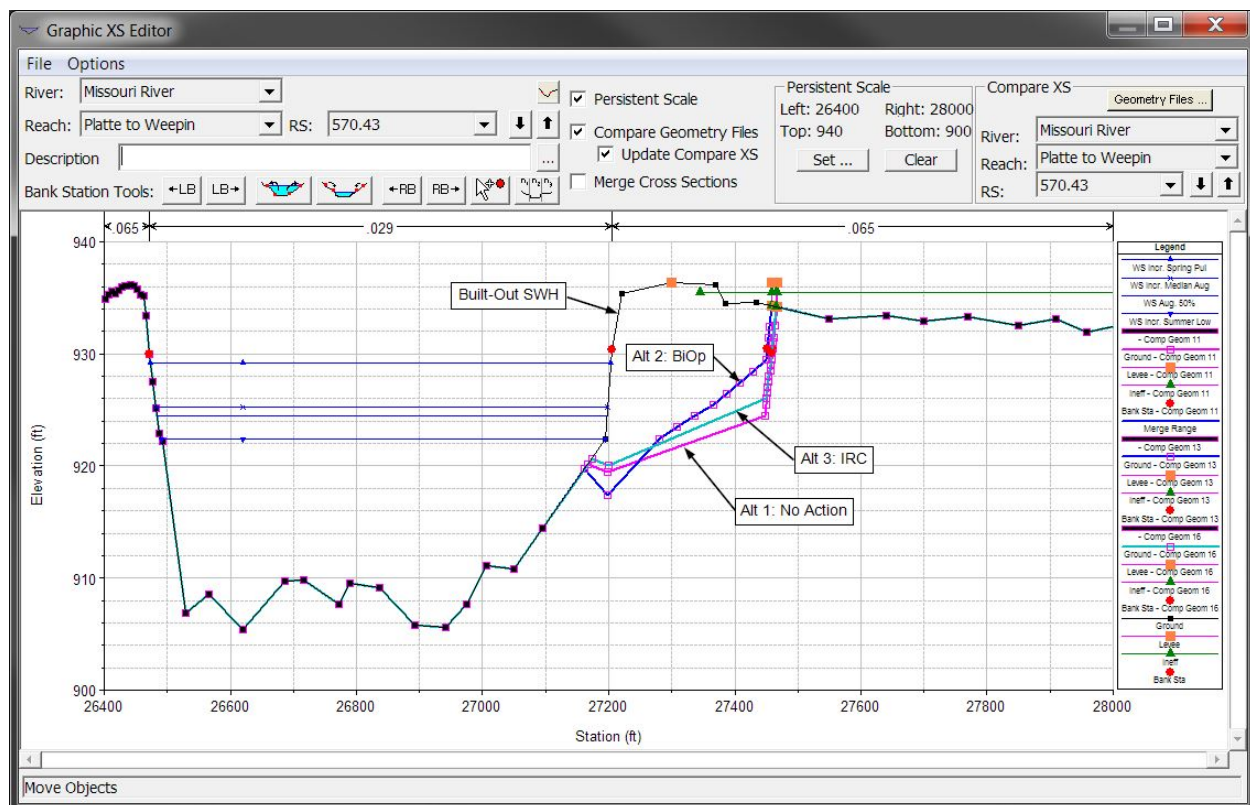 Graphic XS Editor
File Options
River: Missouri River
Reach: Platte to Weepin RS: 570.43
Description
...
Bank Station Tools: LB LB RB RB
Persistent Scale
Compare Geometry Files
Update Compare XS
Merge Cross Sections
Persistent Scale
Left: 26400 Right: 28000
Top: 940 Bottom: 900
Set ... Clear
Compare XS
Geometry Files ...
River: Missouri River
Reach: Platte to Weepin
RS: 570.43
.065 .029 .065
940
930
920
910
900
Elevation (ft)
Built-Out SWH
Alt 2: BiOp
Alt 3: IRC
Alt 1: No Action
26400 26600 26800 27000 27200 27400 27600 27800 28000
Station (ft)
Legend
WS Incr. Spring Pul
WS Incr. Median Aug
WS Aug. 50%
WS Incr. Summer Low
- Comp Geom 11
Ground - Comp Geom 11
Levee - Comp Geom 11
Ineff - Comp Geom 11
Bank Sta - Comp Geom 11
Merge Range
- Comp Geom 13
Ground - Comp Geom 13
Levee - Comp Geom 13
Ineff - Comp Geom 13
Bank Sta - Comp Geom 13
- Comp Geom 16
Ground - Comp Geom 16
Levee - Comp Geom 16
Ineff - Comp Geom 16
Bank Sta - Comp Geom 16
Ground
Levee
Ineff
Bank Sta
Move Objects